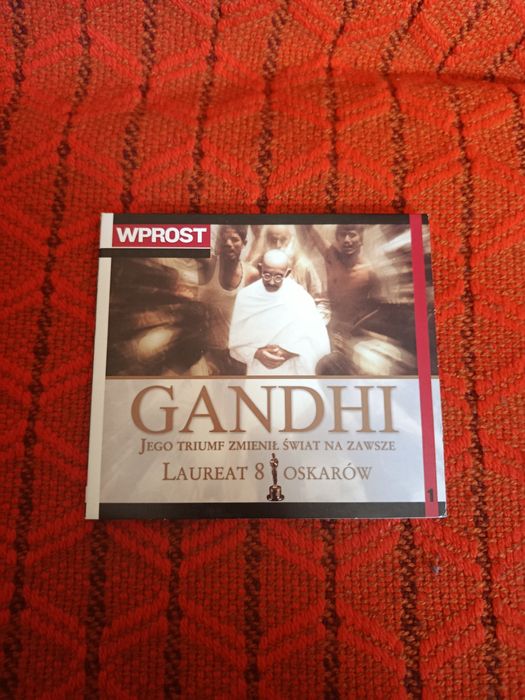 WPROST
GANDHI
JEGO TRIUMF ZMIENIŁ ŚWIAT NA ZAWSZE
LAUREAT 8 OSKARÓW
1